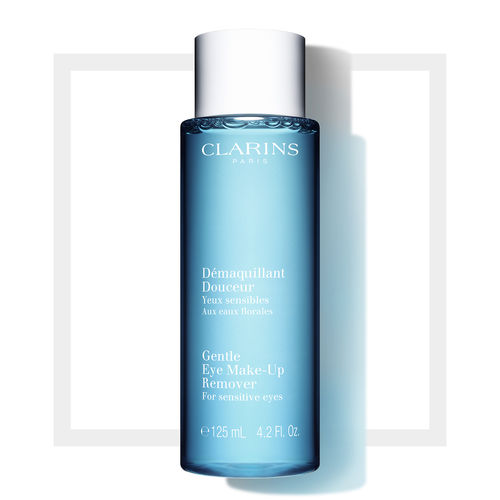 CLARINS
PARIS
Démaquillant
Douceur
Yeux sensibles
Aux eaux florales
Gentle
Eye Make-Up
Remover
For sensitive eyes
℮125 mL 4.2 Fl. Oz.